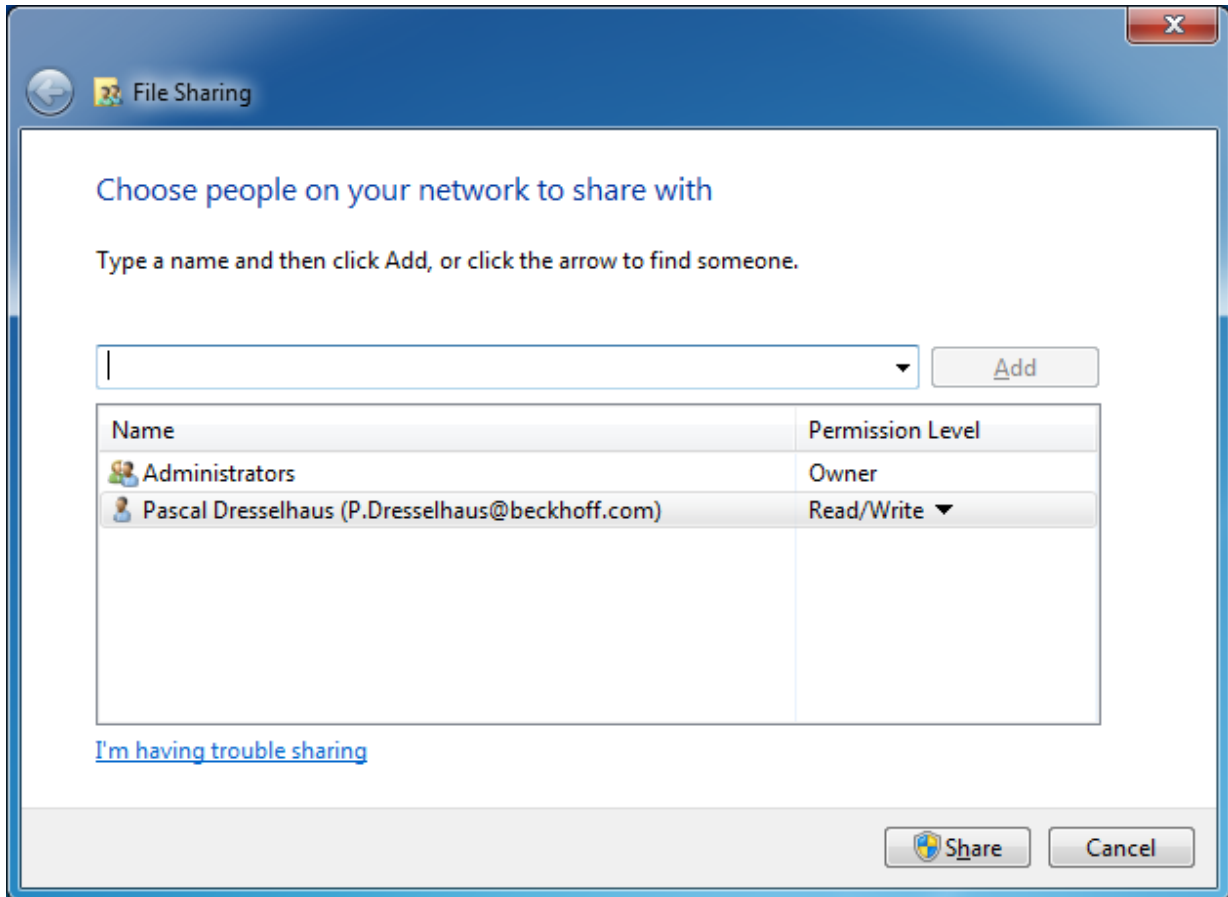 File Sharing
Choose people on your network to share with
Type a name and then click Add, or click the arrow to find someone.
Add
Name Permission Level
Administrators Owner
Pascal Dresselhaus (P.Dresselhaus@beckhoff.com) Read/Write
I'm having trouble sharing
Share Cancel